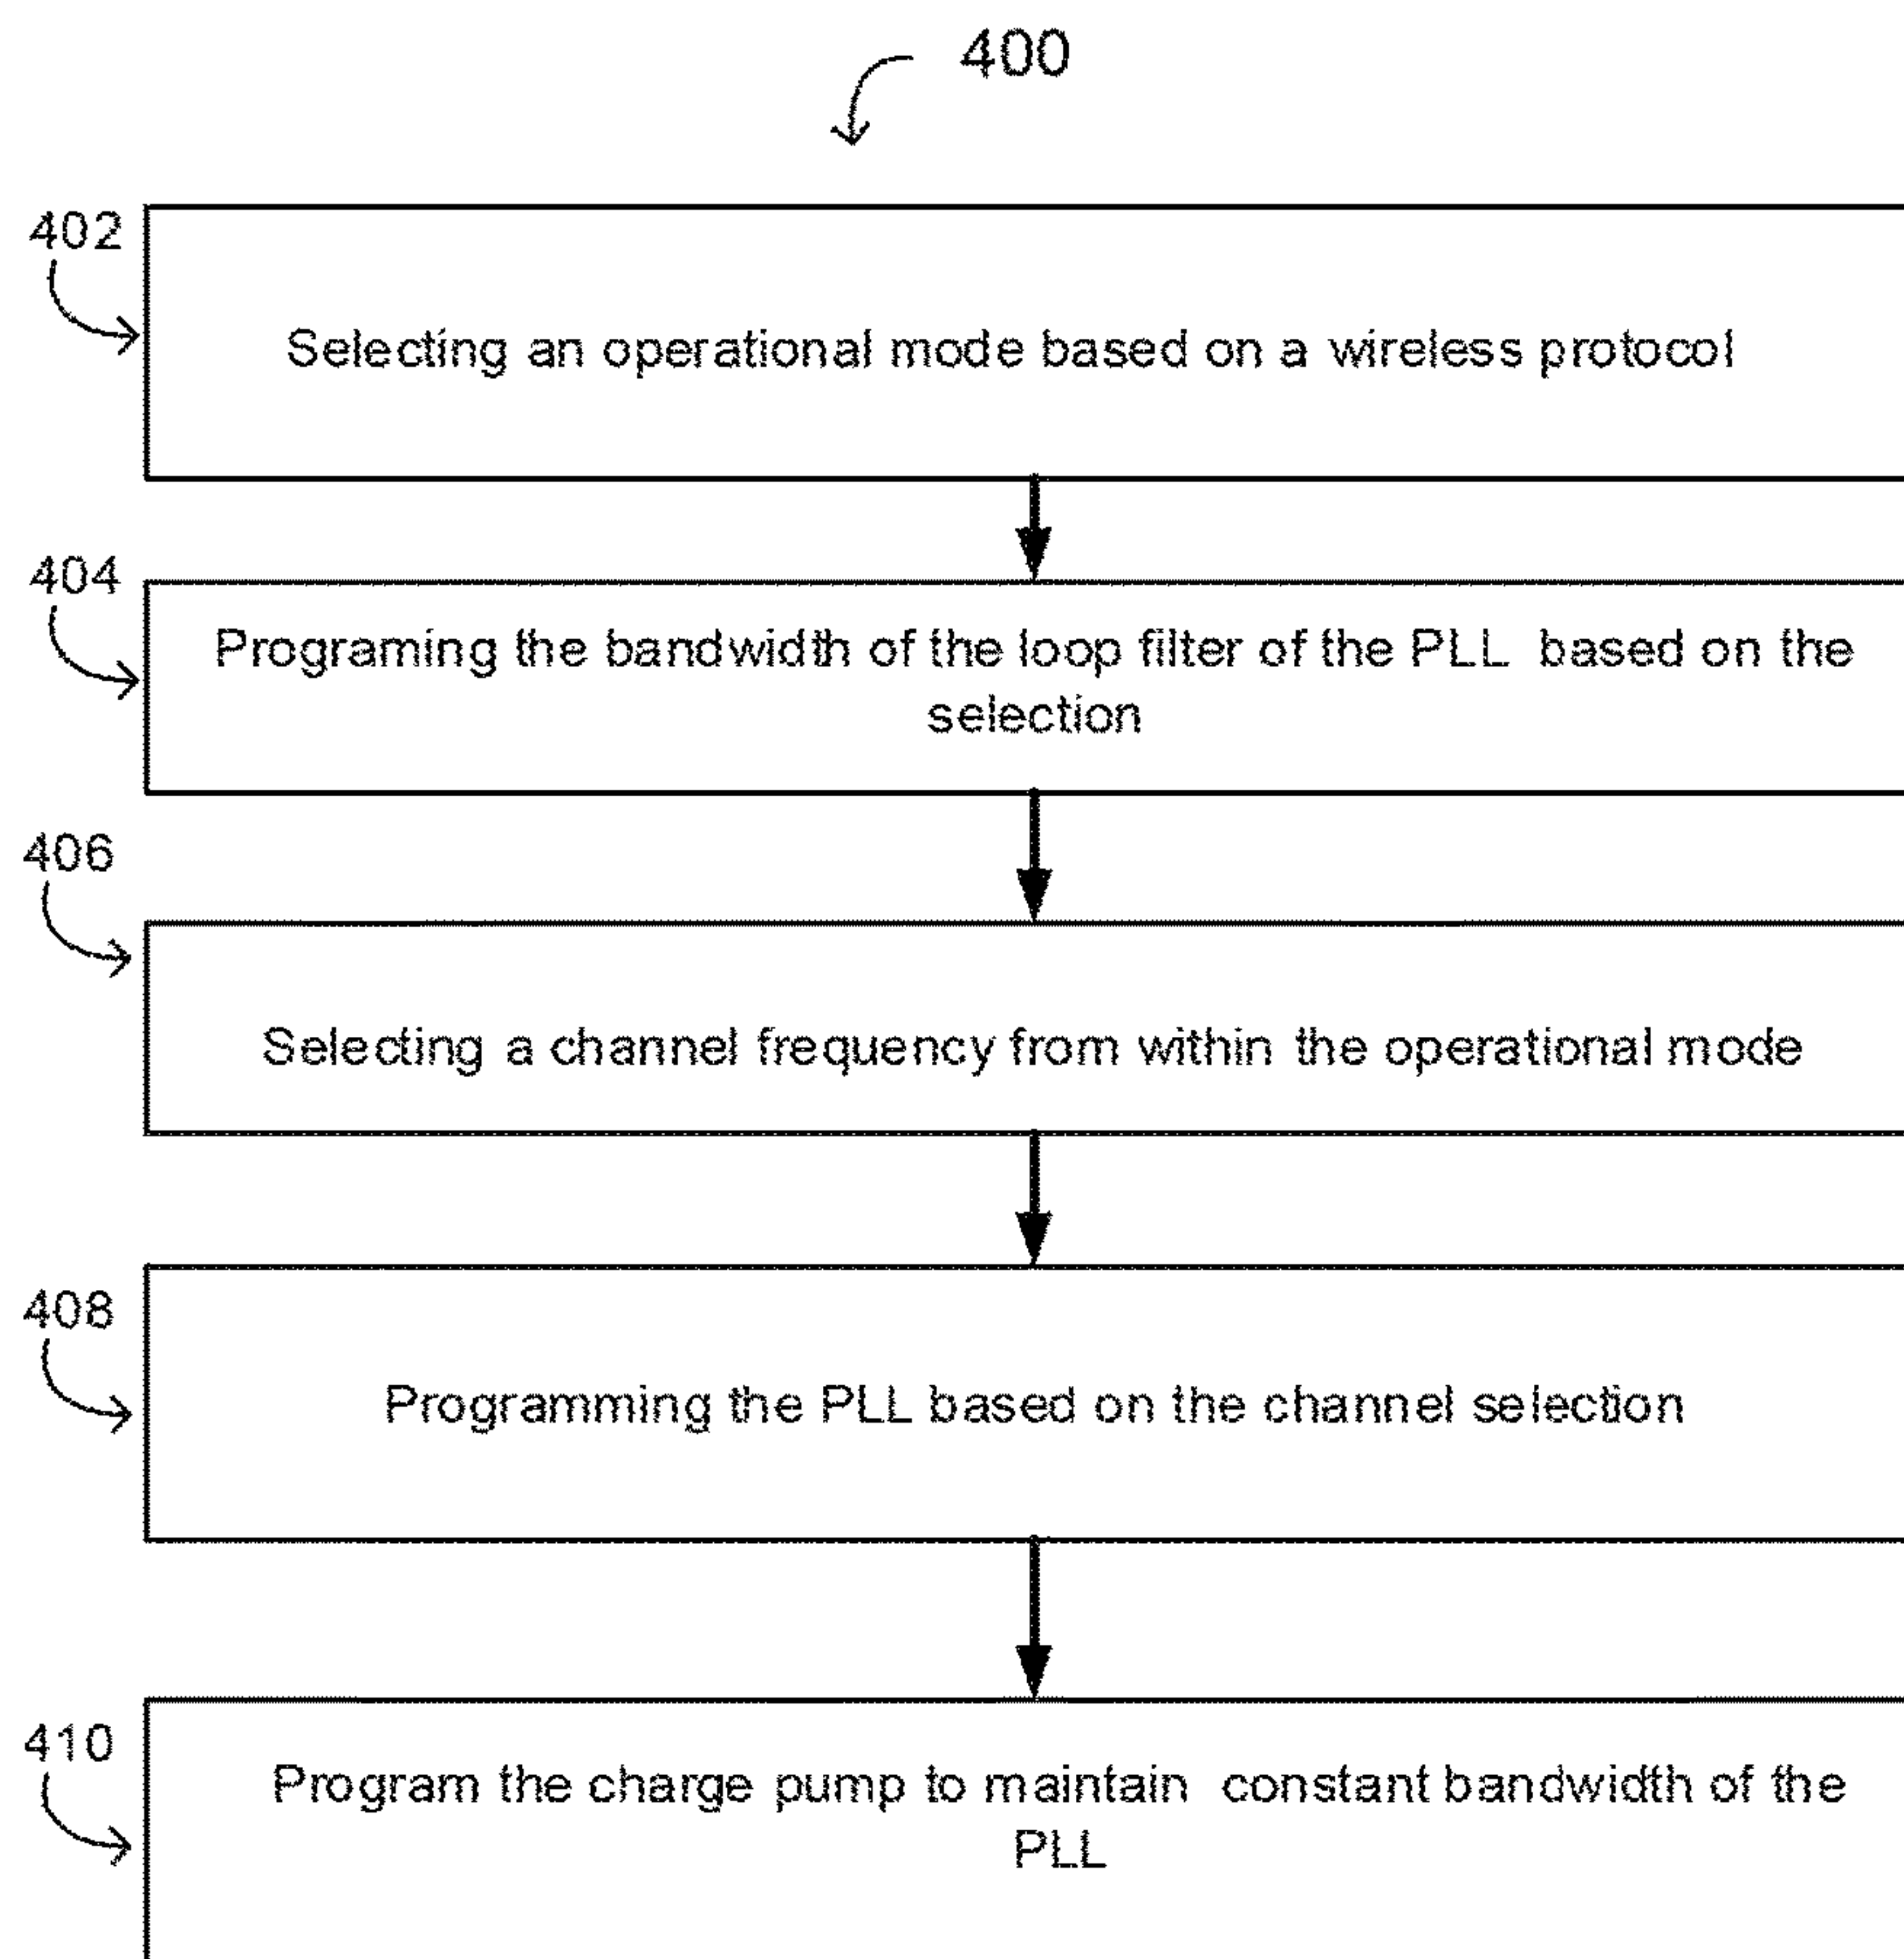 400
402
Selecting an operational mode based on a wireless protocol
404
Programing the bandwidth of the loop filter of the PLL based on the
selection
406
Selecting a channel frequency from within the operational mode
408
Programming the PLL based on the channel selection
410
Program the charge pump to maintain constant bandwidth of the
PLL